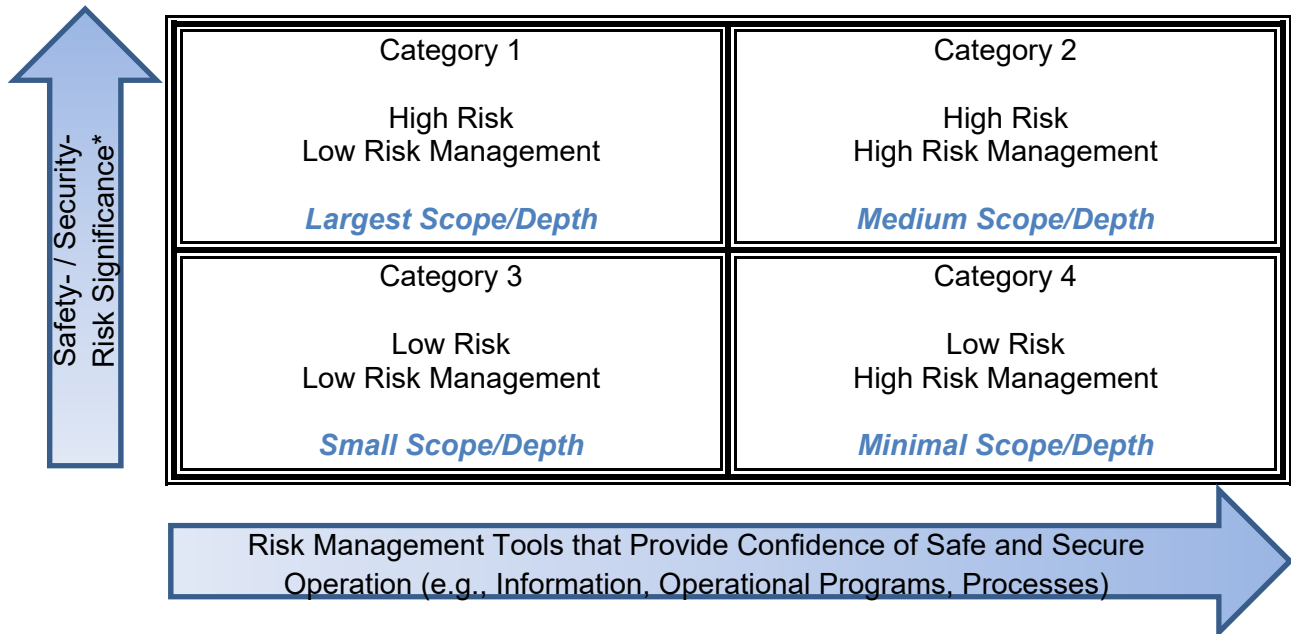 Safety- / Security-
Risk Significance*
Category 1
High Risk
Low Risk Management
Largest Scope/Depth
Category 2
High Risk
High Risk Management
Medium Scope/Depth
Category 3
Low Risk
Low Risk Management
Small Scope/Depth
Category 4
Low Risk
High Risk Management
Minimal Scope/Depth
Risk Management Tools that Provide Confidence of Safe and Secure
Operation (e.g., Information, Operational Programs, Processes)